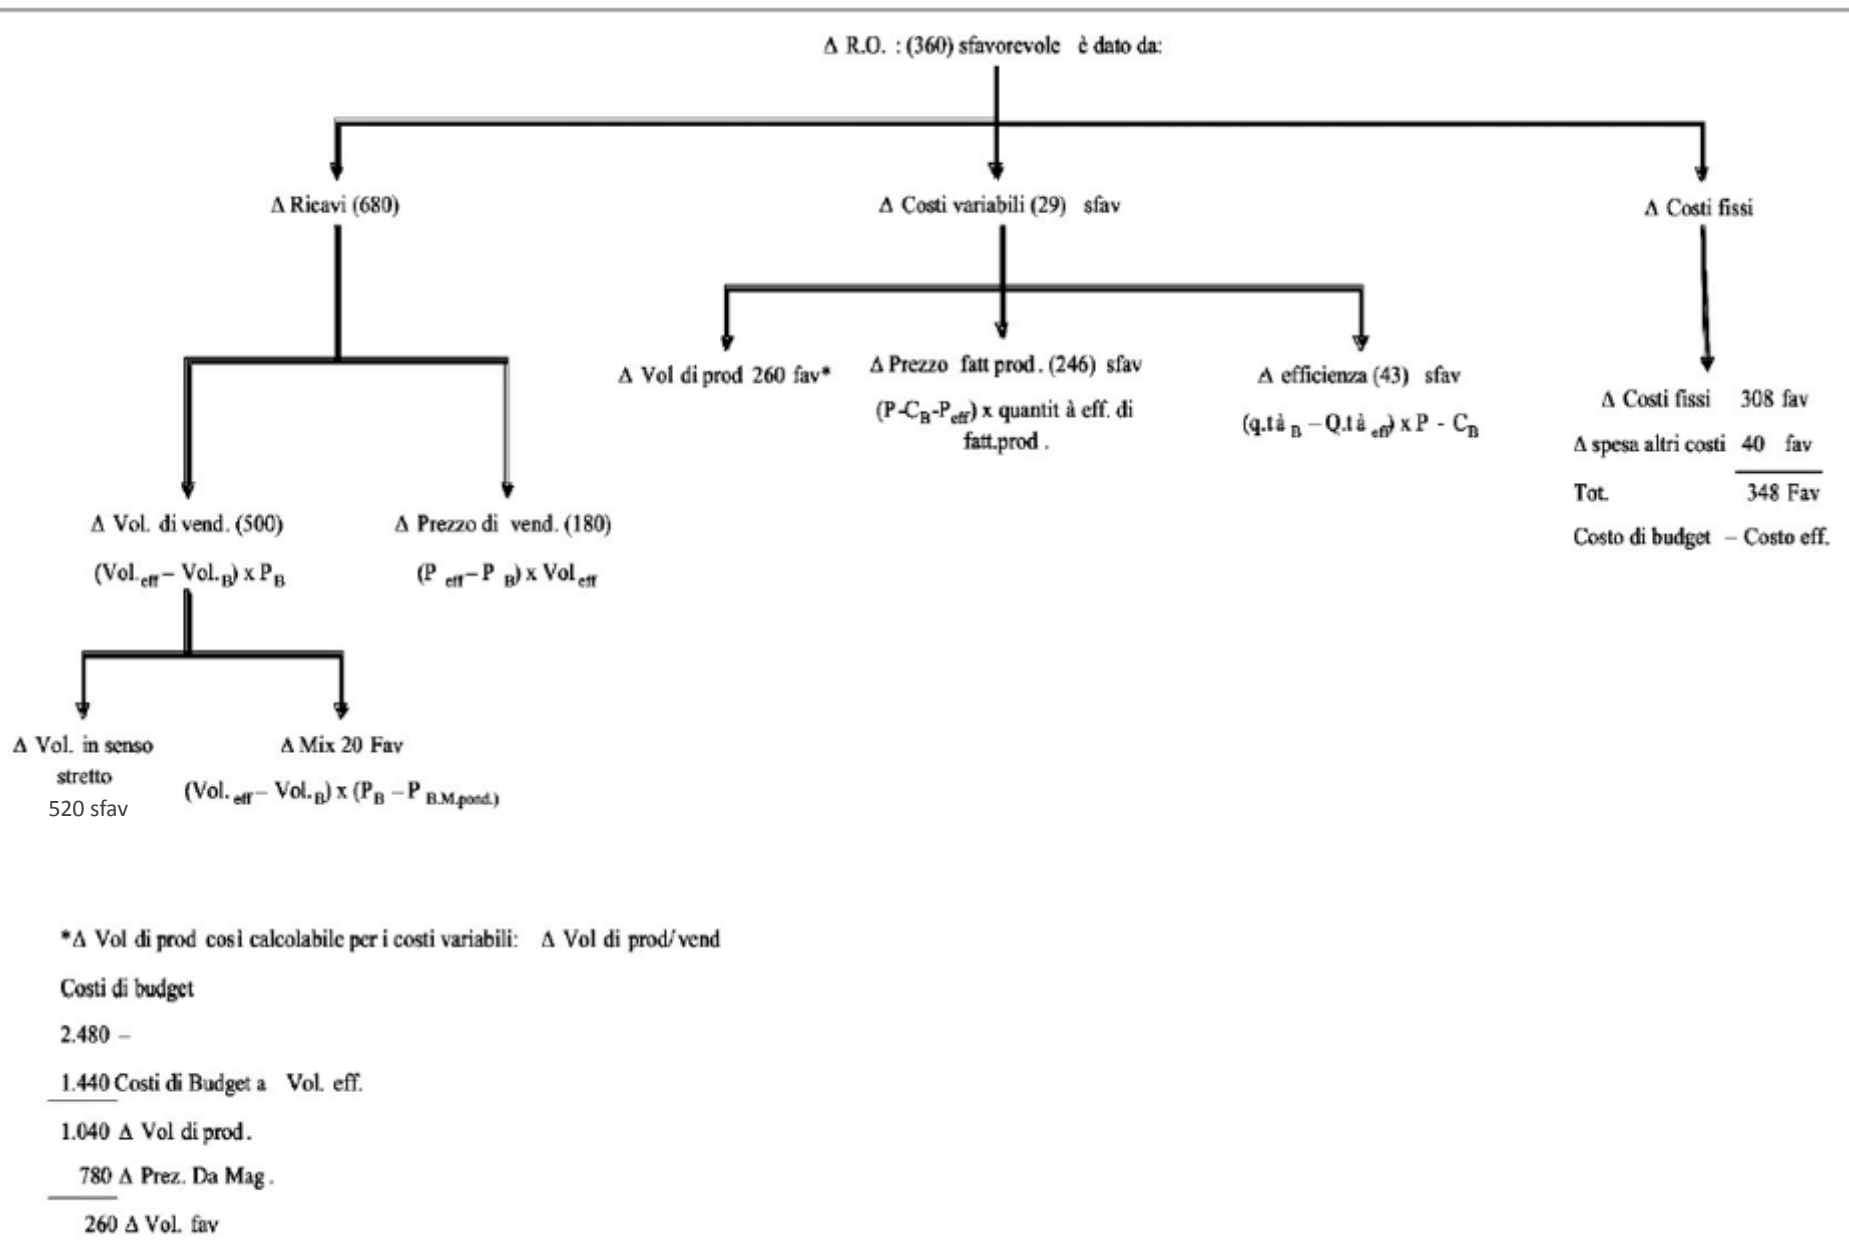 Δ R.O. : (360) sfavorevole è dato da:
Δ Ricavi (680)
Δ Costi variabili (29) sfav
Δ Costi fissi
Δ Vol di prod 260 fav*
Δ Prezzo fatt prod. (246) sfav
(P-C_B-P_eff) x quantit à eff. di
fatt.prod .
Δ efficienza (43) sfav
(q.tà _B – Q.tà _eff) x P - C_B
Δ Costi fissi 308 fav
Δ spesa altri costi 40 fav
Tot. 348 Fav
Costo di budget – Costo eff.
Δ Vol. di vend. (500)
(Vol._eff – Vol._B) x P_B
Δ Prezzo di vend. (180)
(P _eff – P _B) x Vol_eff
Δ Vol. in senso
stretto
520 sfav
Δ Mix 20 Fav
(Vol. _eff – Vol._B) x (P_B – P _B.M.pond.)
*Δ Vol di prod così calcolabile per i costi variabili: Δ Vol di prod/vend
Costi di budget
2.480 –
1.440 Costi di Budget a Vol. eff.
1.040 Δ Vol di prod.
780 Δ Prez. Da Mag.
260 Δ Vol. fav